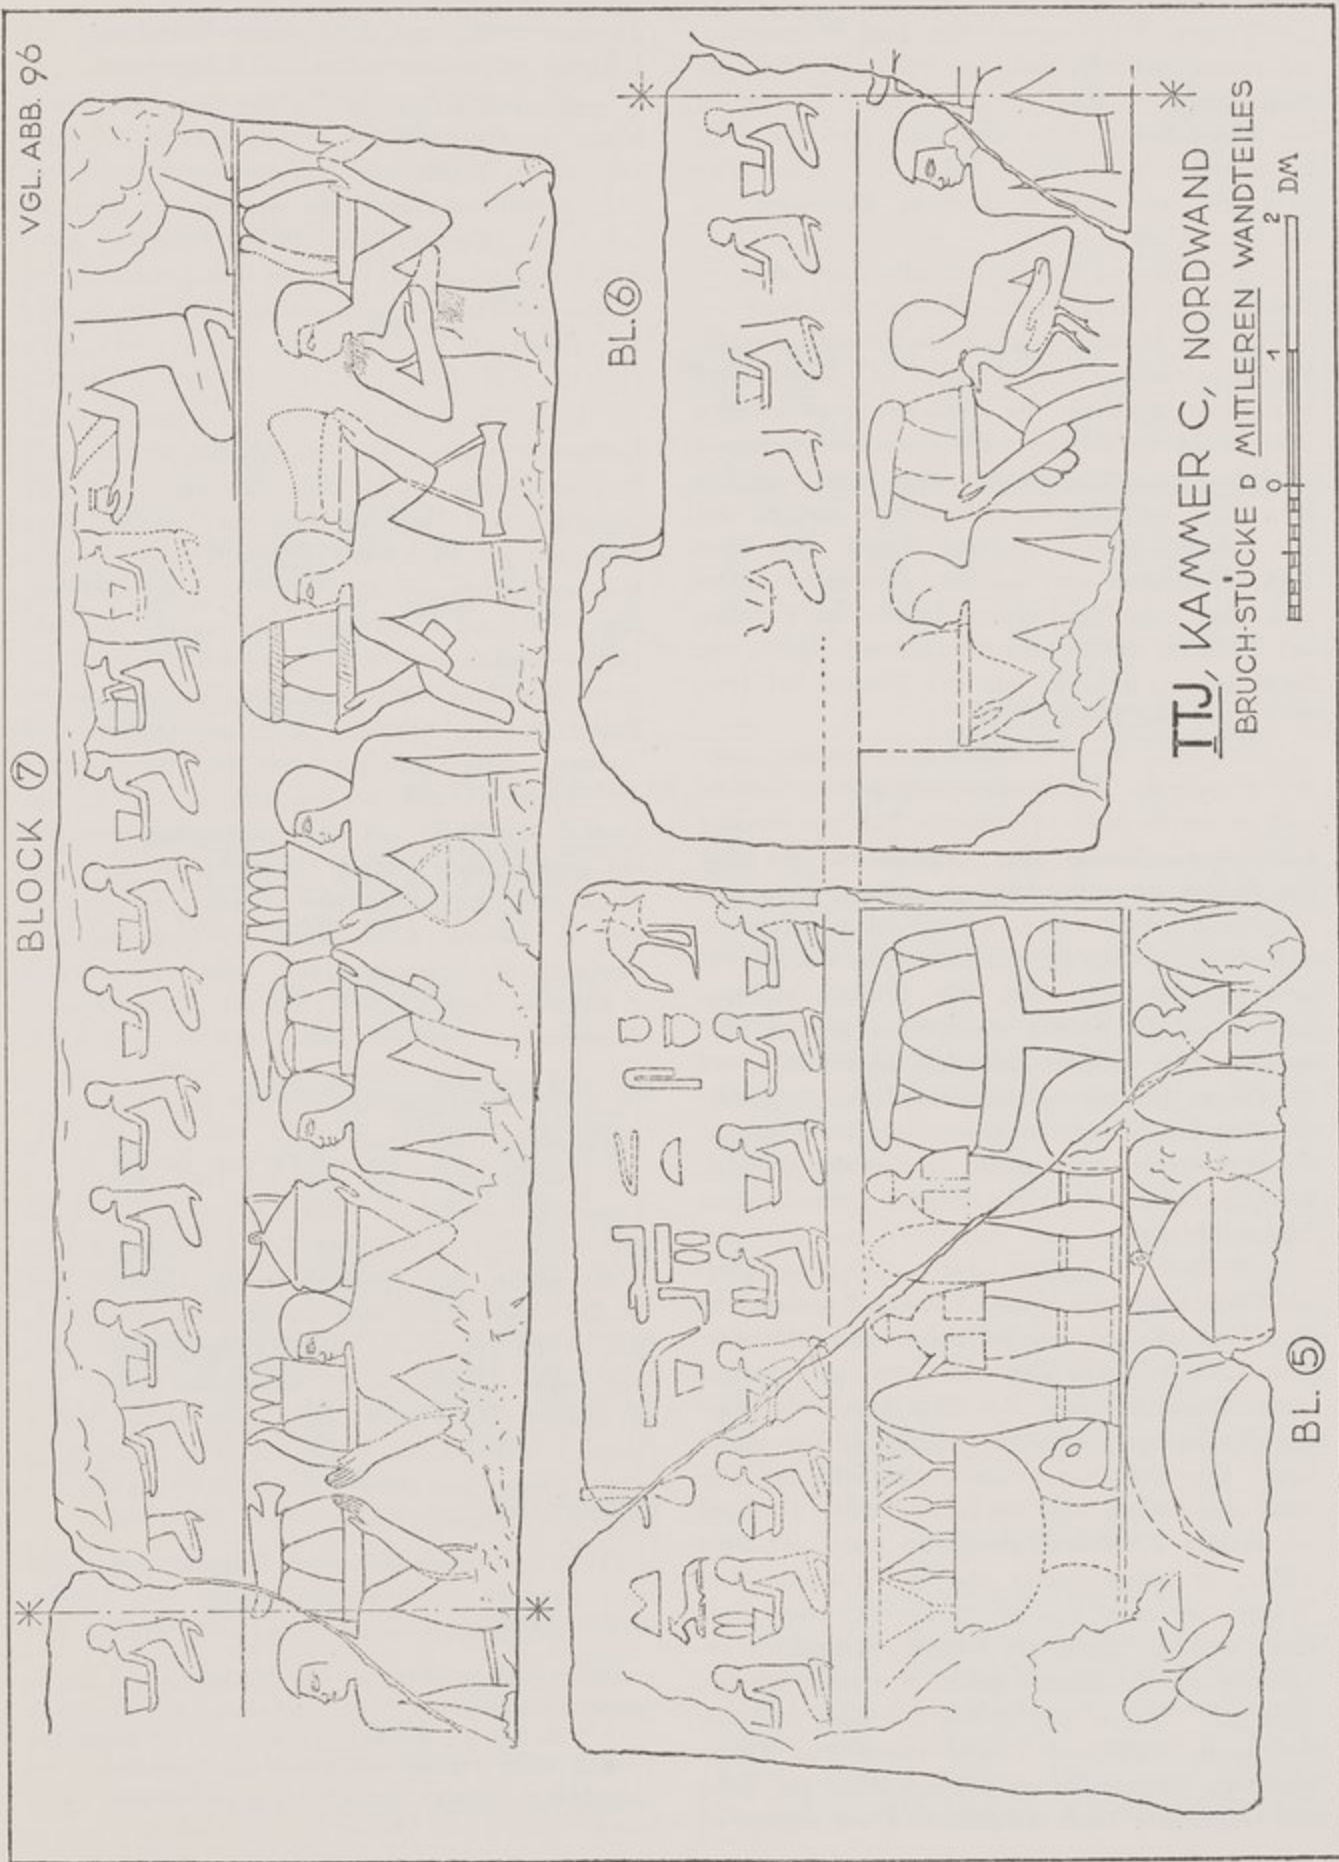 BLOCK 7
VGL. ABB. 96
BL. 6
BL. 5
TTJ, KAMMER C, NORDWAND
BRUCH-STÜCKE D MITTLEREN WANDTEILES
0 1 2 DM